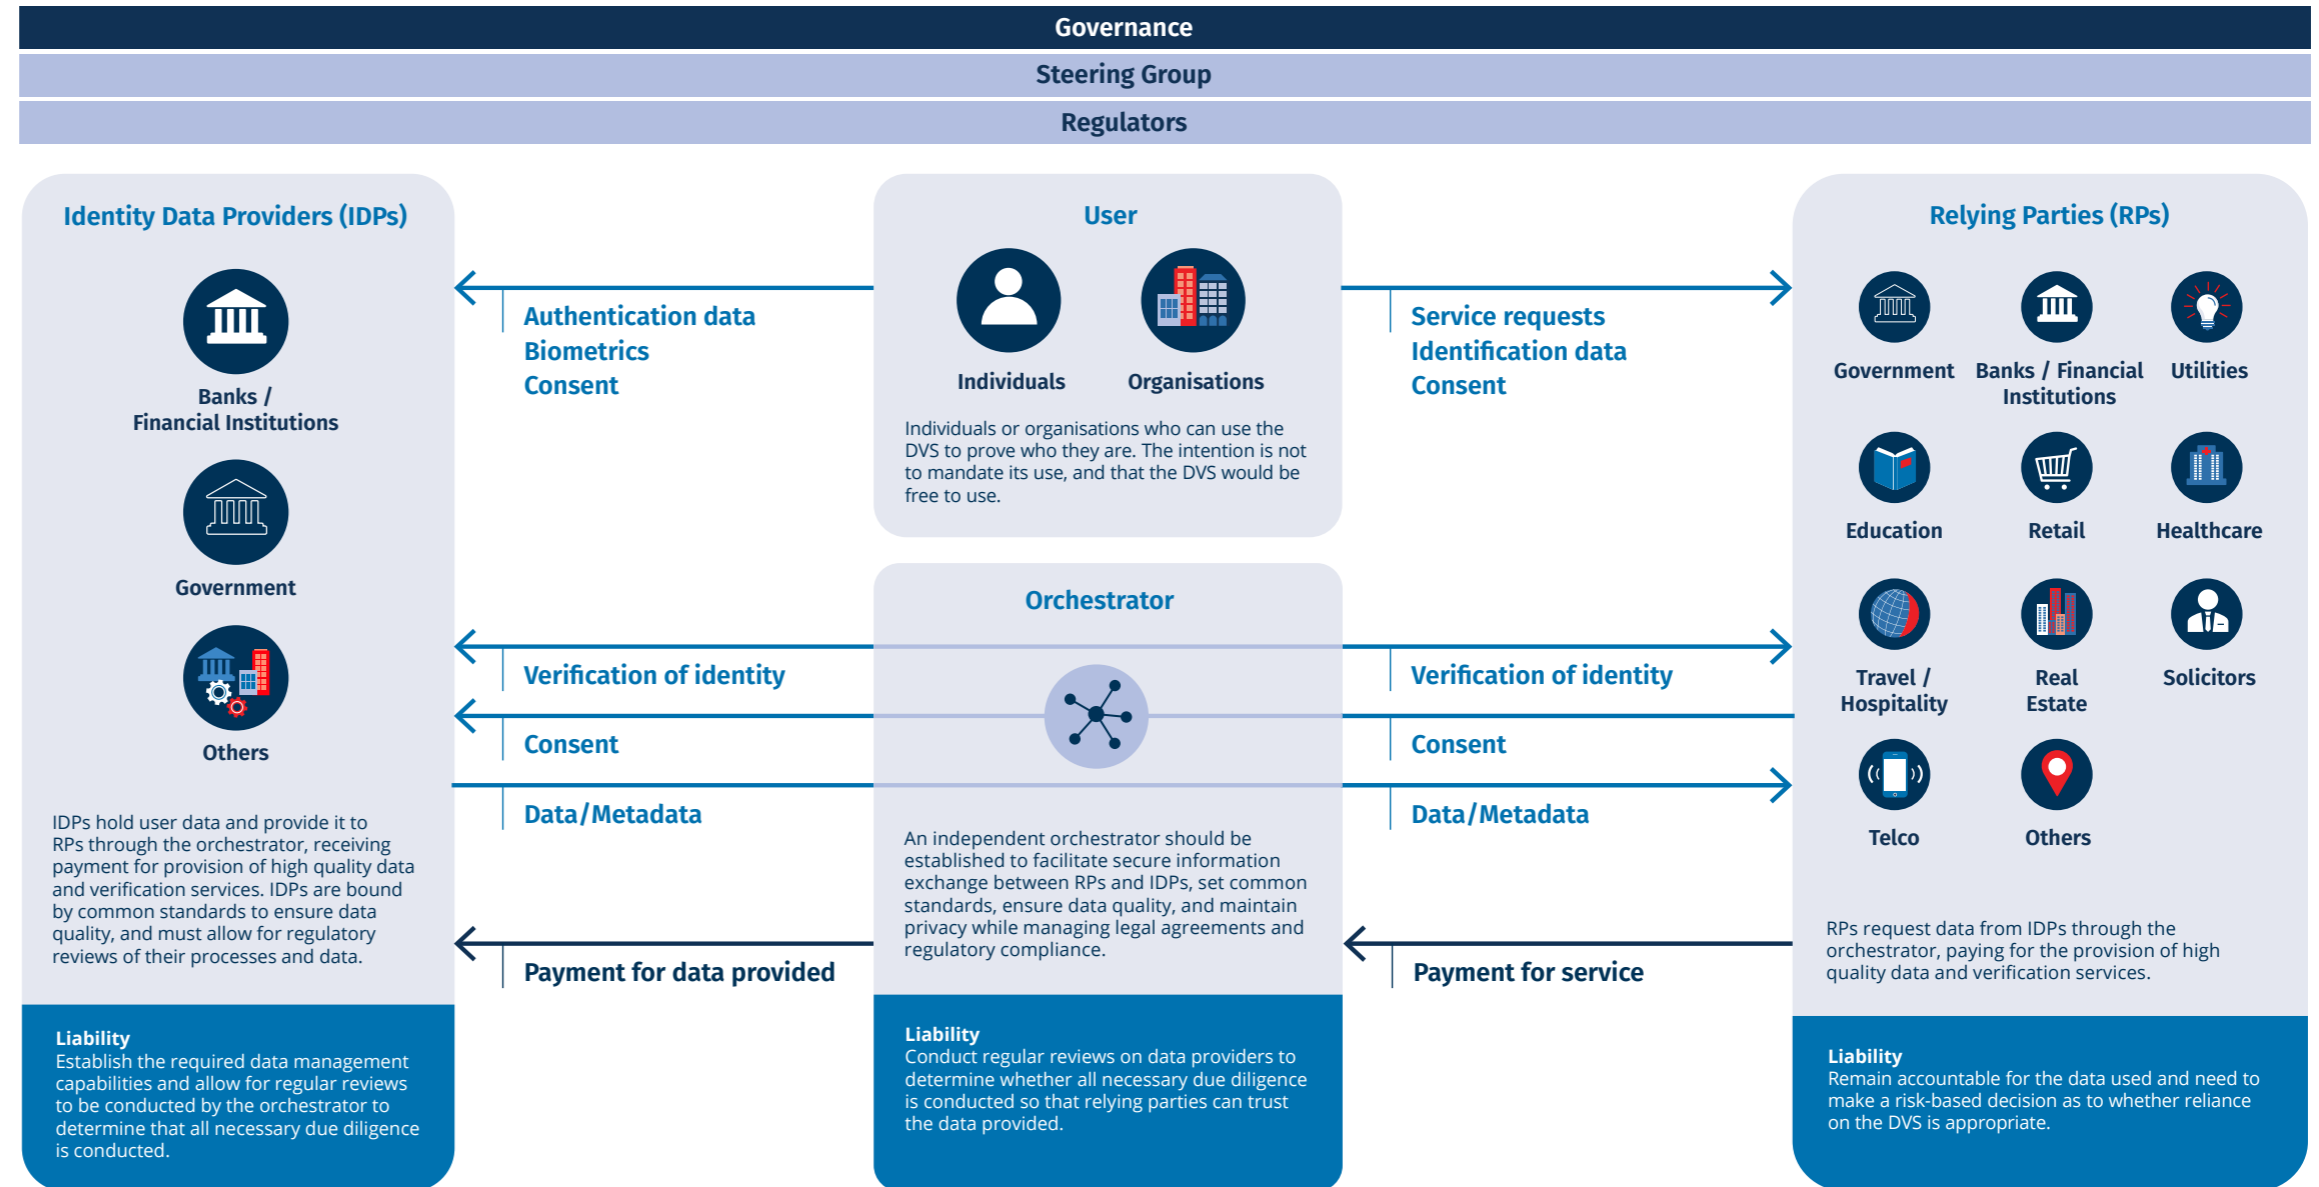 Governance
Steering Group
Regulators
Identity Data Providers (IDPs)
Banks /
Financial Institutions
Government
Others
IDPs hold user data and provide it to
RPs through the orchestrator, receiving
payment for provision of high quality data
and verification services. IDPs are bound
by common standards to ensure data
quality, and must allow for regulatory
reviews of their processes and data.
Liability
Establish the required data management
capabilities and allow for regular reviews
to be conducted by the orchestrator to
determine that all necessary due diligence
is conducted.
Authentication data
Biometrics
Consent
Verification of identity
Consent
Data/Metadata
Payment for data provided
User
Individuals
Organisations
Individuals or organisations who can use the
DVS to prove who they are. The intention is not
to mandate its use, and that the DVS would be
free to use.
Orchestrator
An independent orchestrator should be
established to facilitate secure information
exchange between RPs and IDPs, set common
standards, ensure data quality, and maintain
privacy while managing legal agreements and
regulatory compliance.
Liability
Conduct regular reviews on data providers to
determine whether all necessary due diligence
is conducted so that relying parties can trust
the data provided.
Service requests
Identification data
Consent
Verification of identity
Consent
Data/Metadata
Payment for service
Relying Parties (RPs)
Government
Banks / Financial
Institutions
Utilities
Education
Retail
Healthcare
Travel /
Hospitality
Real
Estate
Solicitors
Telco
Others
RPs request data from IDPs through the
orchestrator, paying for the provision of high
quality data and verification services.
Liability
Remain accountable for the data used and need to
make a risk-based decision as to whether reliance
on the DVS is appropriate.